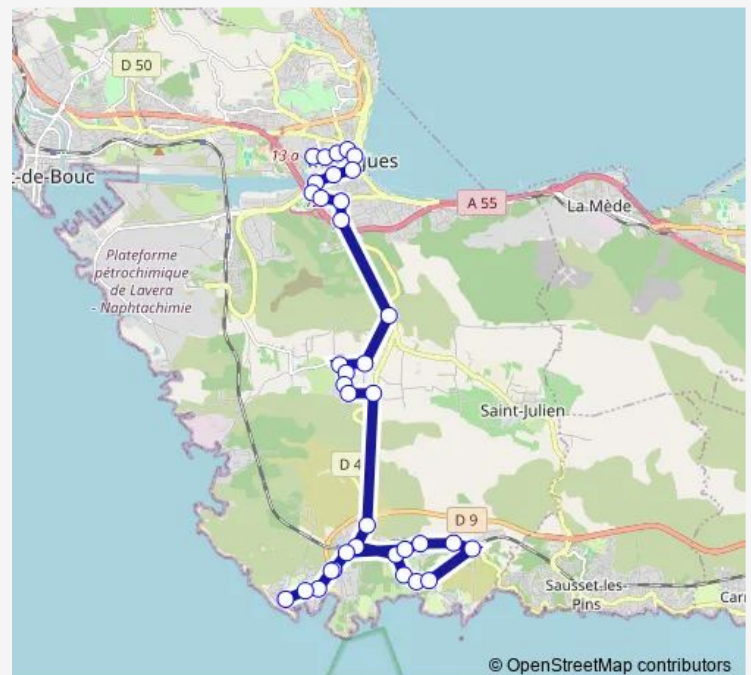 D 50
13 a
ques
-de-Bouc
A 55
La Mède
Plateforme
pétrochimique
de Lavera
- Naphtachimie
Saint-Julien
D 4
D 9
Sausset-les-
Pins
Car
© OpenStreetMap contributors